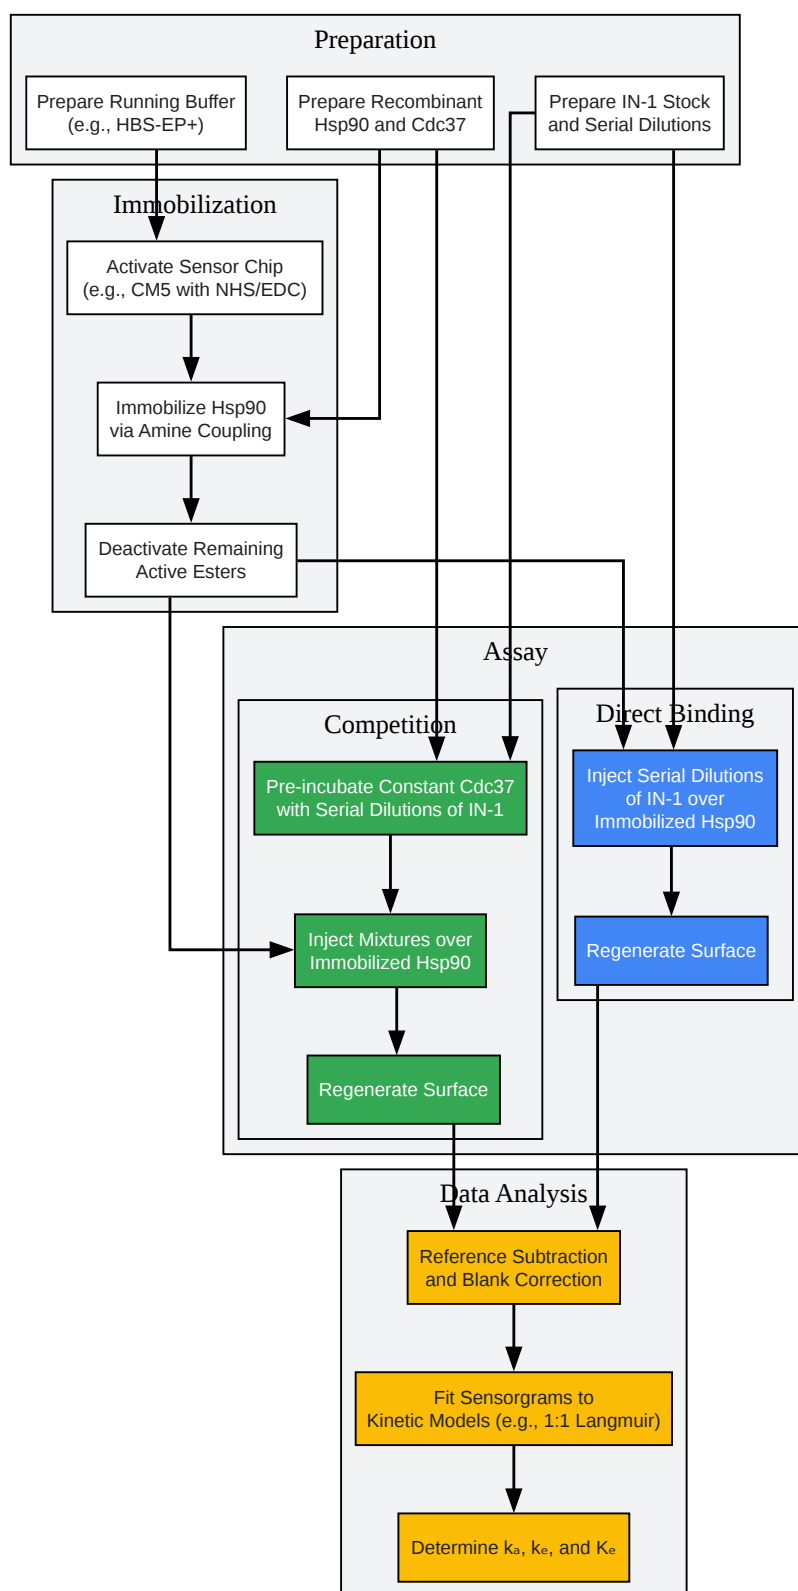 Preparation
Prepare Running Buffer
(e.g., HBS-EP+)
Prepare Recombinant
Hsp90 and Cdc37
Prepare IN-1 Stock
and Serial Dilutions
Immobilization
Activate Sensor Chip
(e.g., CM5 with NHS/EDC)
Immobilize Hsp90
via Amine Coupling
Deactivate Remaining
Active Esters
Assay
Competition
Pre-incubate Constant Cdc37
with Serial Dilutions of IN-1
Inject Mixtures over
Immobilized Hsp90
Regenerate Surface
Direct Binding
Inject Serial Dilutions
of IN-1 over
Immobilized Hsp90
Regenerate Surface
Data Analysis
Reference Subtraction
and Blank Correction
Fit Sensorgrams to
Kinetic Models (e.g., 1:1 Langmuir)
Determine kₐ, kₑ, and Kₑ